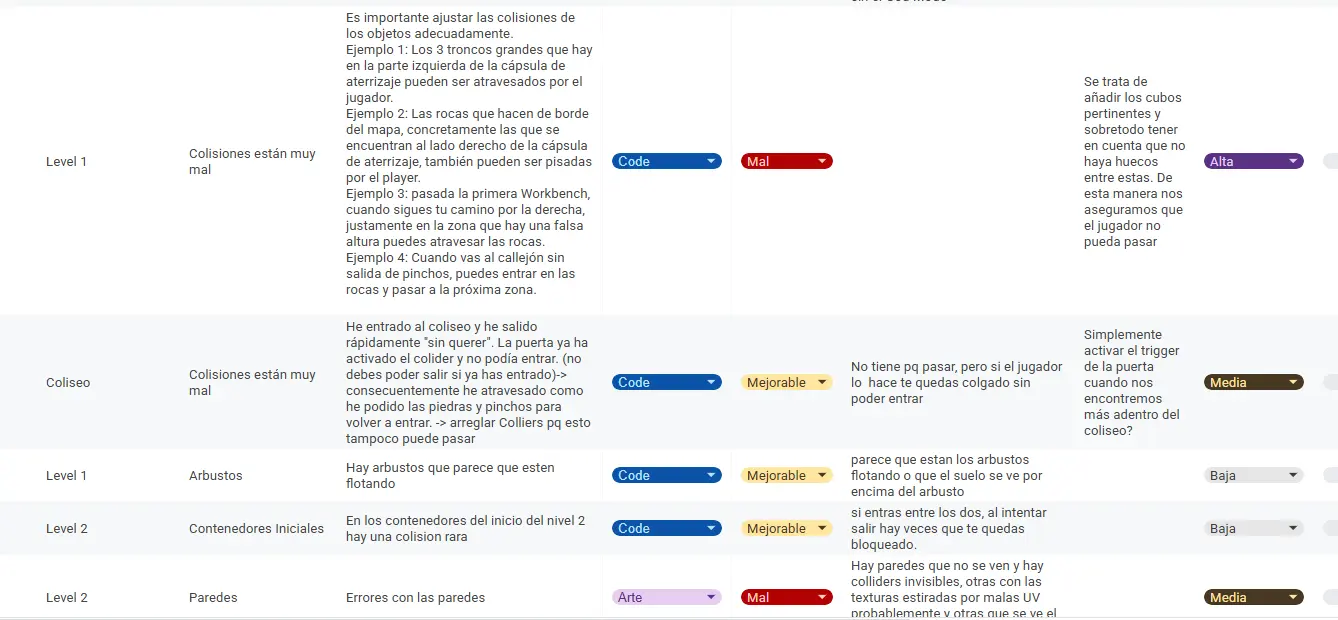 Level 1
Colisiones están muy
mal
Es importante ajustar las colisiones de
los objetos adecuadamente.
Ejemplo 1: Los 3 troncos grandes que hay
en la parte izquierda de la cápsula de
aterrizaje pueden ser atravesados por el
jugador.
Ejemplo 2: Las rocas que hacen de borde
del mapa, concretamente las que se
encuentran al lado derecho de la cápsula
de aterrizaje, también pueden ser pisadas
por el player.
Ejemplo 3: pasada la primera Workbench,
cuando sigues tu camino por la derecha,
justamente en la zona que hay una falsa
altura puedes atravesar las rocas.
Ejemplo 4: Cuando vas al callejón sin
salida de pinchos, puedes entrar en las
rocas y pasar a la próxima zona.
Code
Mal
Se trata de
añadir los cubos
pertinentes y
sobretodo tener
en cuenta que no
haya huecos
entre estas. De
esta manera nos
aseguramos que
el jugador no
pueda pasar
Alta
Coliseo
Colisiones están muy
mal
He entrado al coliseo y he salido
rápidamente "sin querer". La puerta ya ha
activado el colider y no podía entrar. (no
debes poder salir si ya has entrado)->
consecuentemente he atravesado como
he podido las piedras y pinchos para
volver a entrar. -> arreglar Colliers pq esto
tampoco puede pasar
Code
Mejorable
No tiene pq pasar, pero si el jugador
lo hace te quedas colgado sin
poder entrar
Simplemente
activar el trigger
de la puerta
cuando nos
encontremos
más adentro del
coliseo?
Media
Level 1
Arbustos
Hay arbustos que parece que esten
flotando
Code
Mejorable
parece que estan los arbustos
flotando o que el suelo se ve por
encima del arbusto
Baja
Level 2
Contenedores Iniciales
En los contenedores del inicio del nivel 2
hay una colision rara
Code
Mejorable
si entras entre los dos, al intentar
salir hay veces que te quedas
bloqueado.
Baja
Level 2
Paredes
Errores con las paredes
Arte
Mal
Hay paredes que no se ven y hay
colliders invisibles, otras con las
texturas estiradas por malas UV
probablemente y otras que se ve el
Media